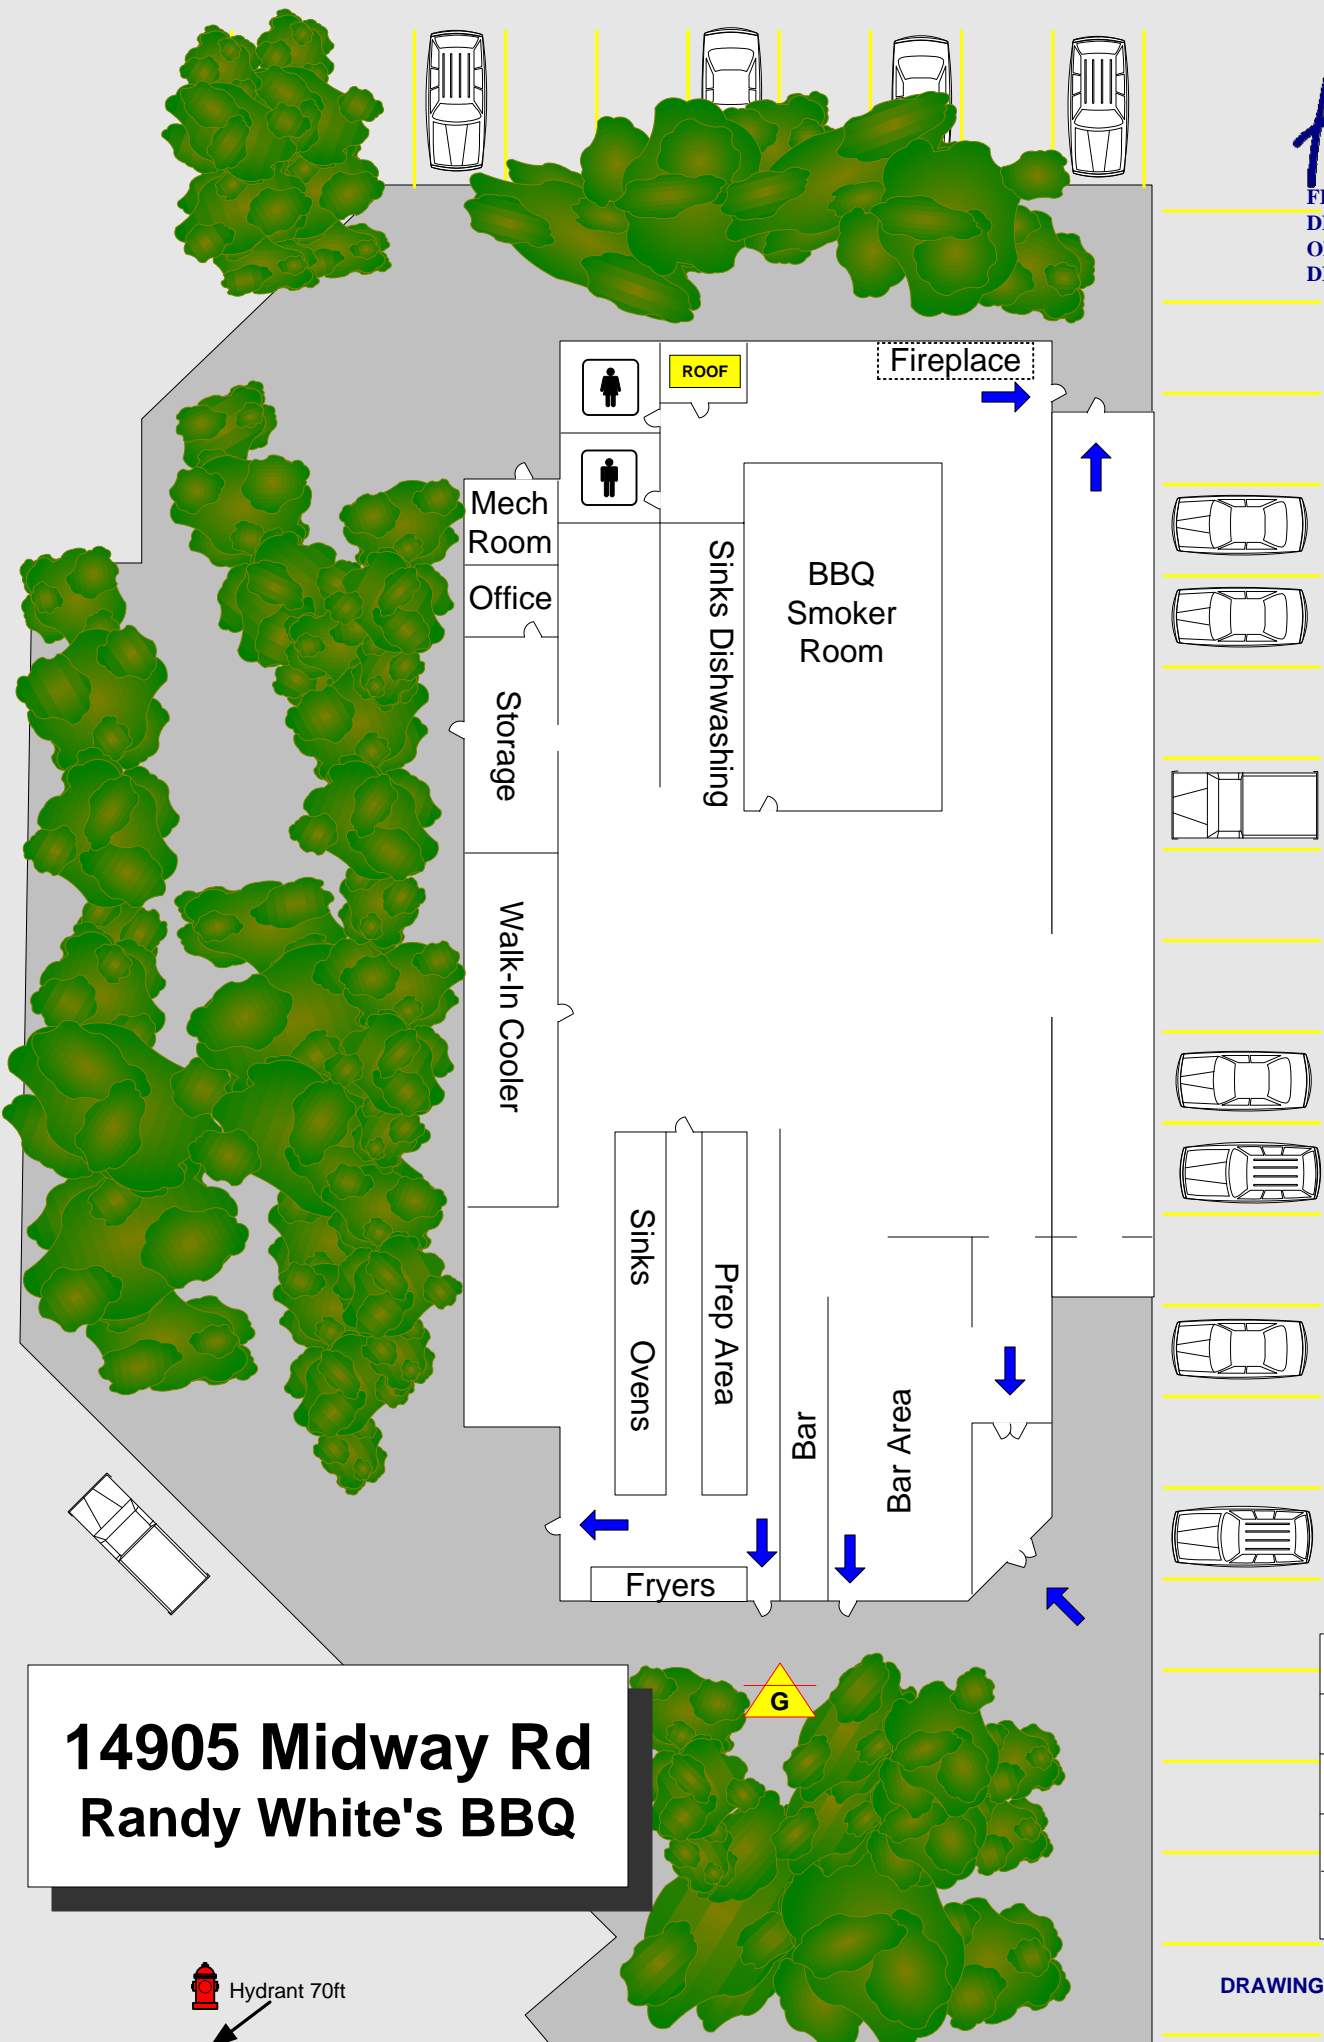 ROOF
Fireplace
Mech
Room
Office
Sinks Dishwashing
BBQ
Smoker
Room
Storage
Walk-In Cooler
Sinks Ovens
Prep Area
Bar
Bar Area
Fryers
G
14905 Midway Rd
Randy White's BBQ
Hydrant 70ft
DRAWING